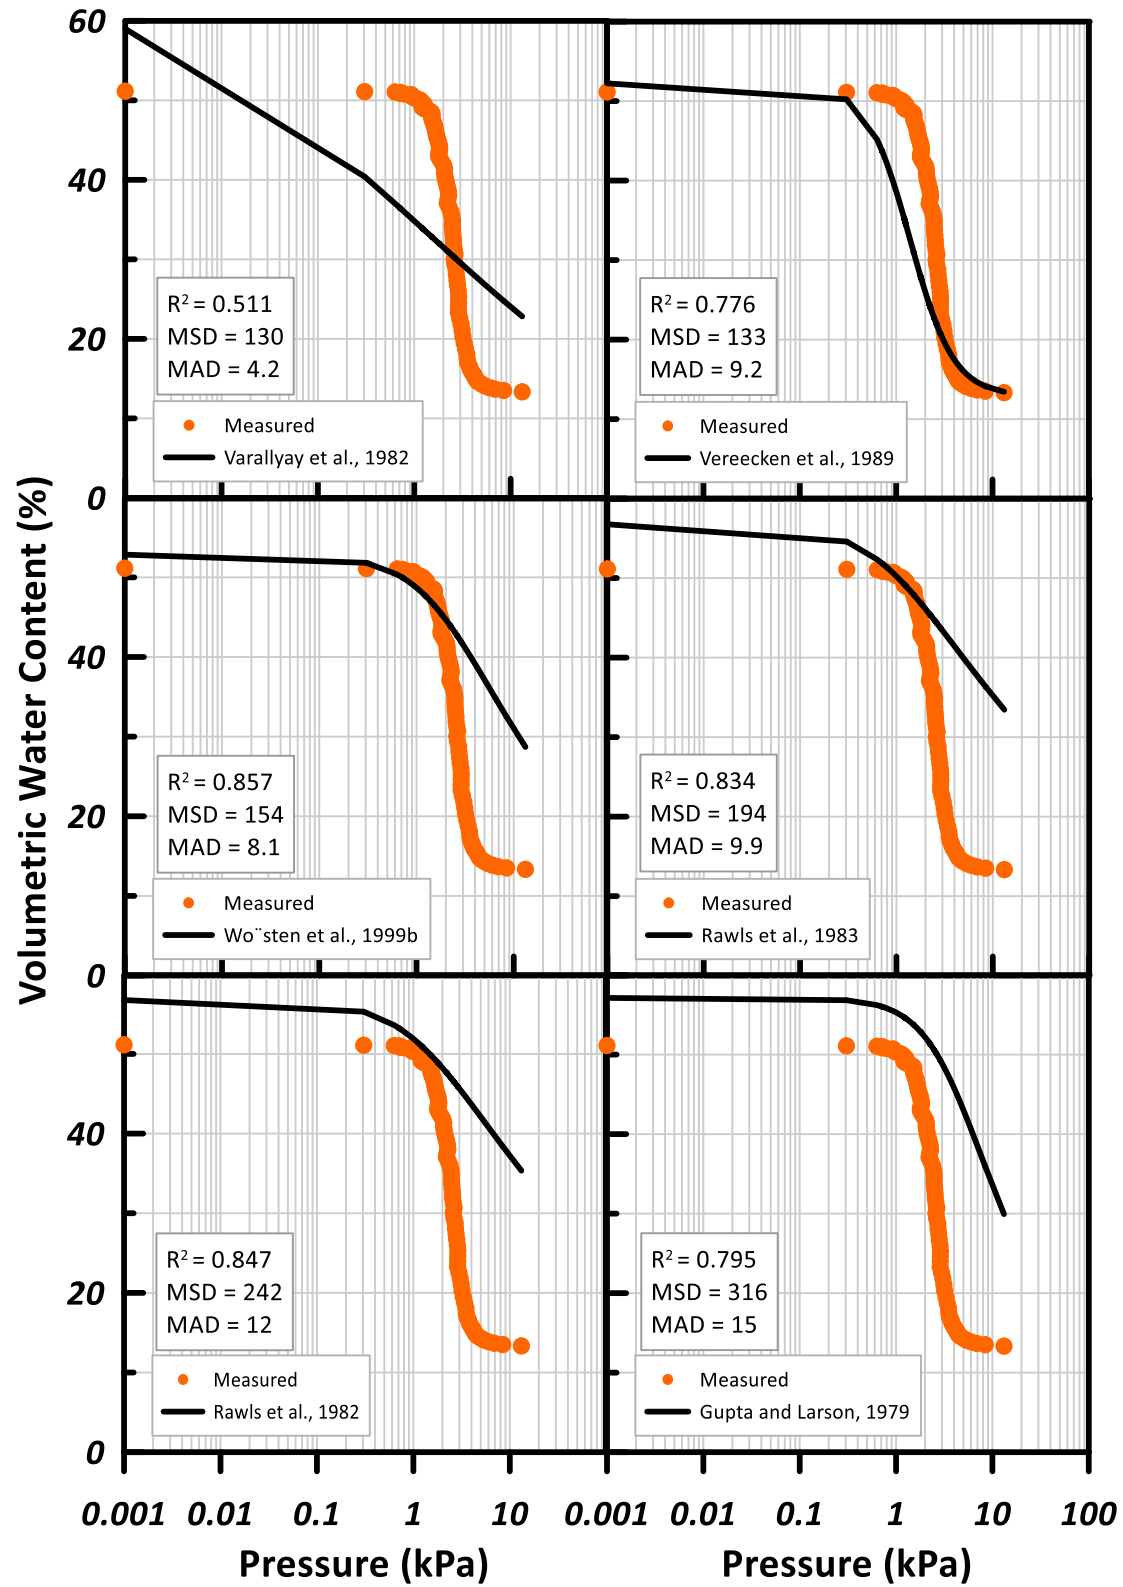 60
40
20
0
R² = 0.511
MSD = 130
MAD = 4.2
Measured
Varallyay et al., 1982
R² = 0.776
MSD = 133
MAD = 9.2
Measured
Vereecken et al., 1989
40
20
0
R² = 0.857
MSD = 154
MAD = 8.1
Measured
Wo¨sten et al., 1999b
R² = 0.834
MSD = 194
MAD = 9.9
Measured
Rawls et al., 1983
40
20
0
R² = 0.847
MSD = 242
MAD = 12
Measured
Rawls et al., 1982
R² = 0.795
MSD = 316
MAD = 15
Measured
Gupta and Larson, 1979
Volumetric Water Content (%)
0.001 0.01 0.1 1 10 0.001 0.01 0.1 1 10 100
Pressure (kPa) Pressure (kPa)